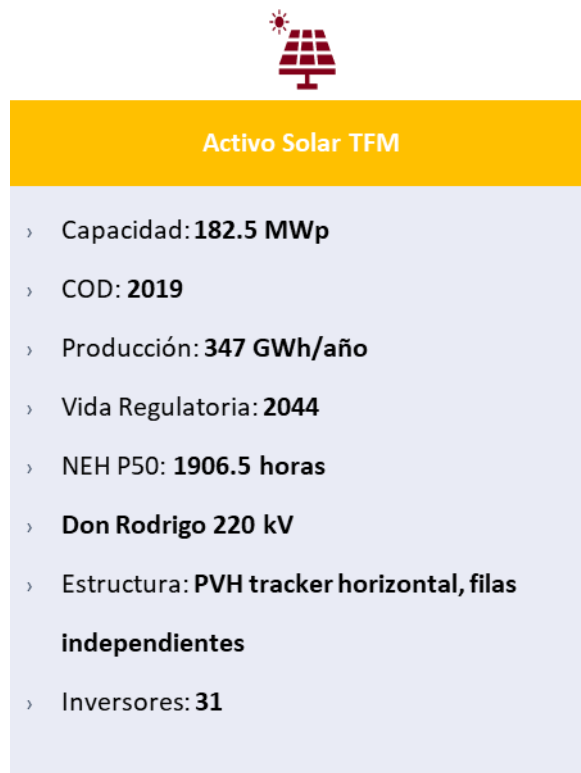 Activo Solar TFM
› Capacidad: 182.5 MWp
› COD: 2019
› Producción: 347 GWh/año
› Vida Regulatoria: 2044
› NEH P50: 1906.5 horas
› Don Rodrigo 220 kV
› Estructura: PVH tracker horizontal, filas
independientes
› Inversores: 31